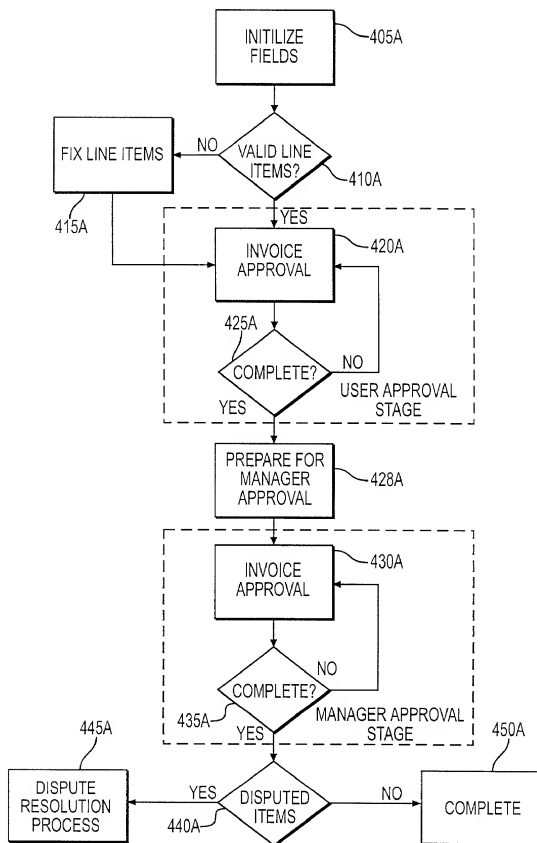 INITILIZE
FIELDS
405A
NO
FIX LINE ITEMS
VALID LINE
ITEMS?
410A
415A
YES
INVOICE
APPROVAL
420A
425A
COMPLETE?
NO
YES
USER APPROVAL
STAGE
PREPARE FOR
MANAGER
APPROVAL
428A
INVOICE
APPROVAL
430A
NO
COMPLETE?
435A
YES
MANAGER APPROVAL
STAGE
445A
450A
DISPUTE
RESOLUTION
PROCESS
YES
DISPUTED
ITEMS
NO
COMPLETE
440A